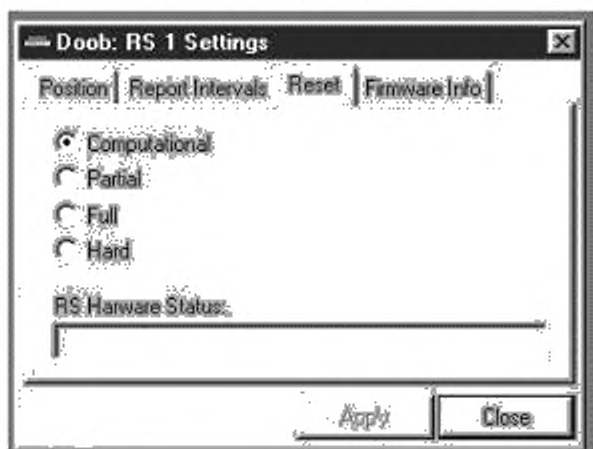 Doob: RS 1 Settings
Position Report Intervals Reset Firmware Info
Computational
Partial
Full
Hard
RS Harware Status:
Apply Close